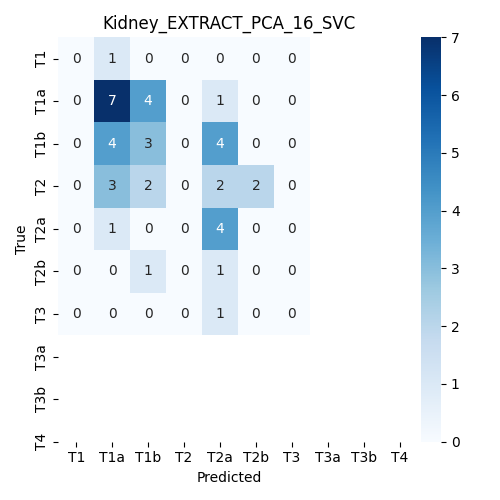 Kidney_EXTRACT_PCA_16_SVC
T1 0 1 0 0 0 0 0
T1a 0 7 4 0 1 0 0
T1b 0 4 3 0 4 0 0
T2 0 3 2 0 2 2 0
T2a 0 1 0 0 4 0 0
T2b 0 0 1 0 1 0 0
T3 0 0 0 0 1 0 0
T3a
T3b
T4
T1 T1a T1b T2 T2a T2b T3 T3a T3b T4
Predicted
True
7
6
5
4
3
2
1
0